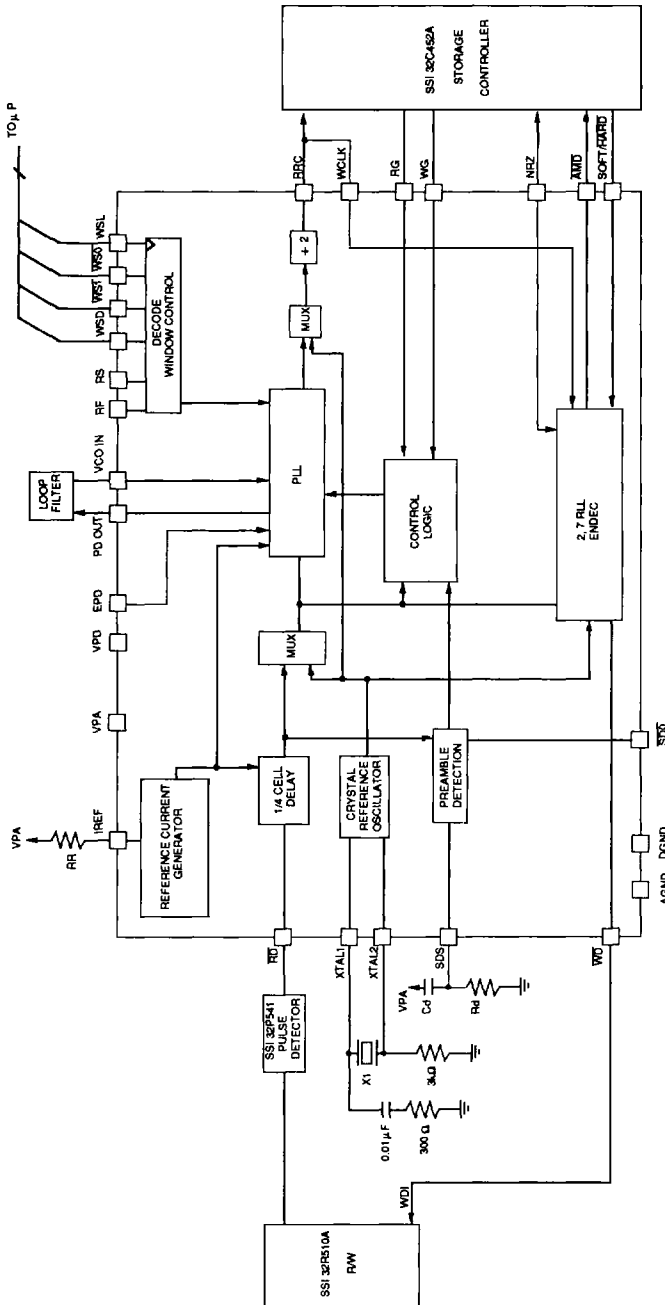 SSI 32C452A
STORAGE
CONTROLLER
TO µ P
RRC
WCLK
RG
WG
NRZ
AMD
SOFT/HARD
WSL
WS0
WS1
WSD
RS
RF
VCO IN
PD OUT
EPD
VPD
VPA
IREF
DECODE
WINDOW CONTROL
÷ 2
MUX
LOOP
FILTER
PLL
CONTROL
LOGIC
2, 7 RLL
ENDEC
MUX
VPA
RR
REFERENCE CURRENT
GENERATOR
1/4 CELL
DELAY
CRYSTAL
REFERENCE
OSCILLATOR
PREAMBLE
DETECTION
SDO
DGND
AGND
RD
XTAL1
XTAL2
SDS
WD
SSI 32P541
PULSE
DETECTOR
VPA
Cd
Rd
X1
3kΩ
0.01µF
300 Ω
WDI
SSI 32R510A
R/W